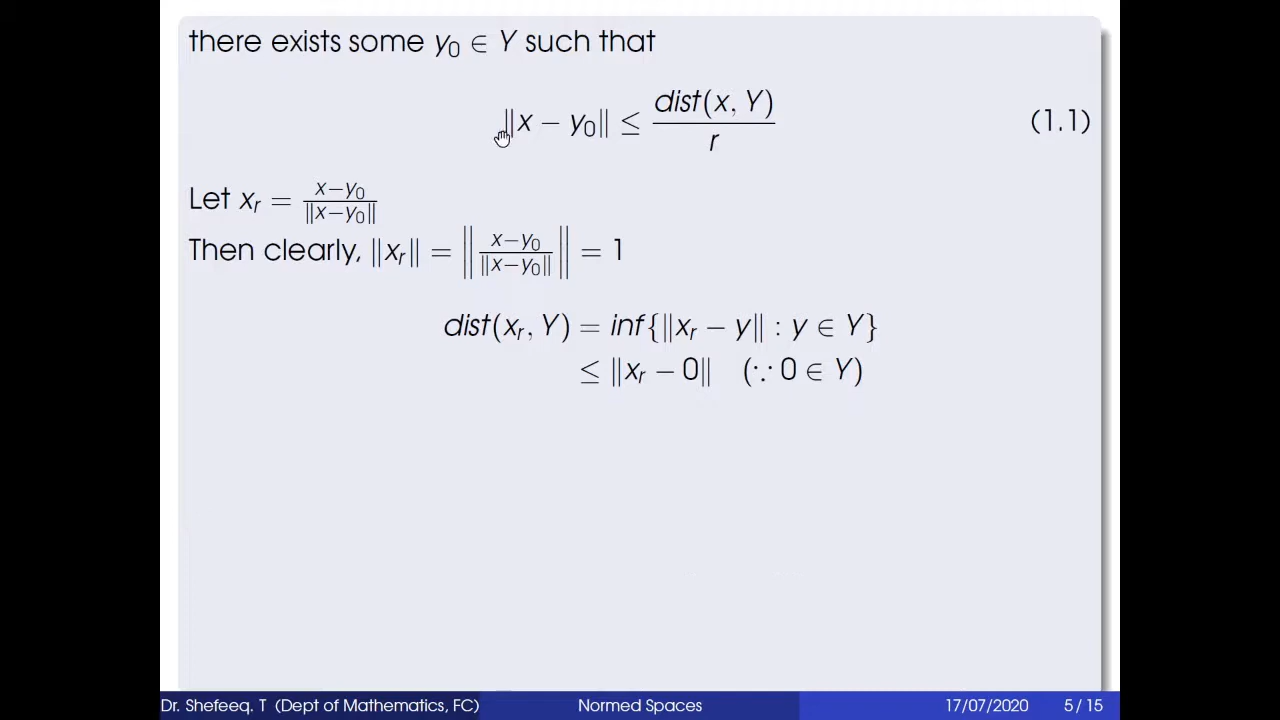 there exists some y₀ ∈ Y such that
‖x − y₀‖ ≤ dist(x, Y)/r (1.1)
Let xᵣ = (x−y₀)/‖x−y₀‖
Then clearly, ‖xᵣ‖ = ‖(x−y₀)/‖x−y₀‖‖ = 1
dist(xᵣ, Y) = inf{‖xᵣ − y‖ : y ∈ Y}
≤ ‖xᵣ − 0‖ (∵ 0 ∈ Y)
Dr. Shefeeq. T (Dept of Mathematics, FC) Normed Spaces 17/07/2020 5 / 15